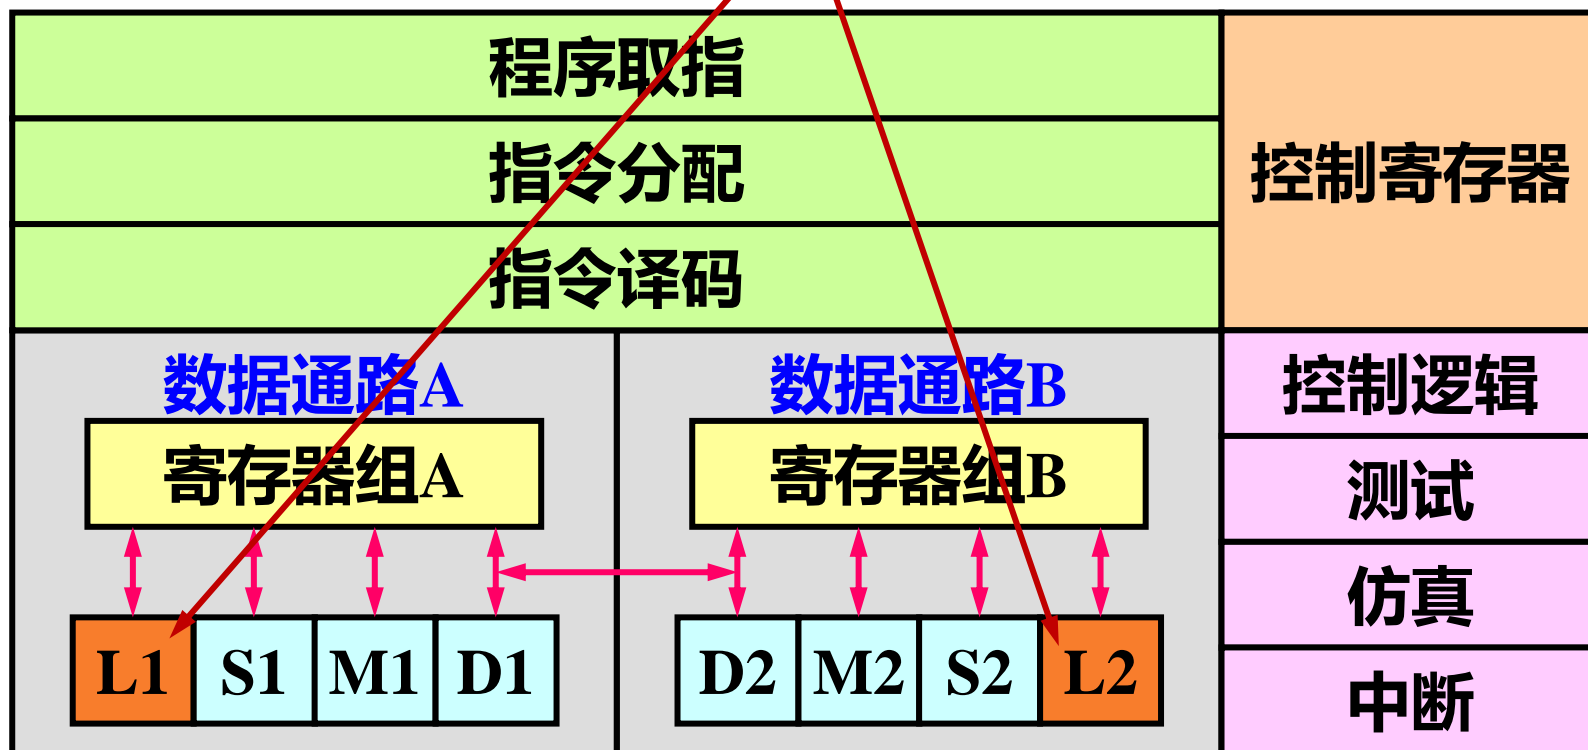 程序取指
指令分配
指令译码
控制寄存器
数据通路A
数据通路B
寄存器组A
寄存器组B
L1 S1 M1 D1
D2 M2 S2 L2
控制逻辑
测试
仿真
中断